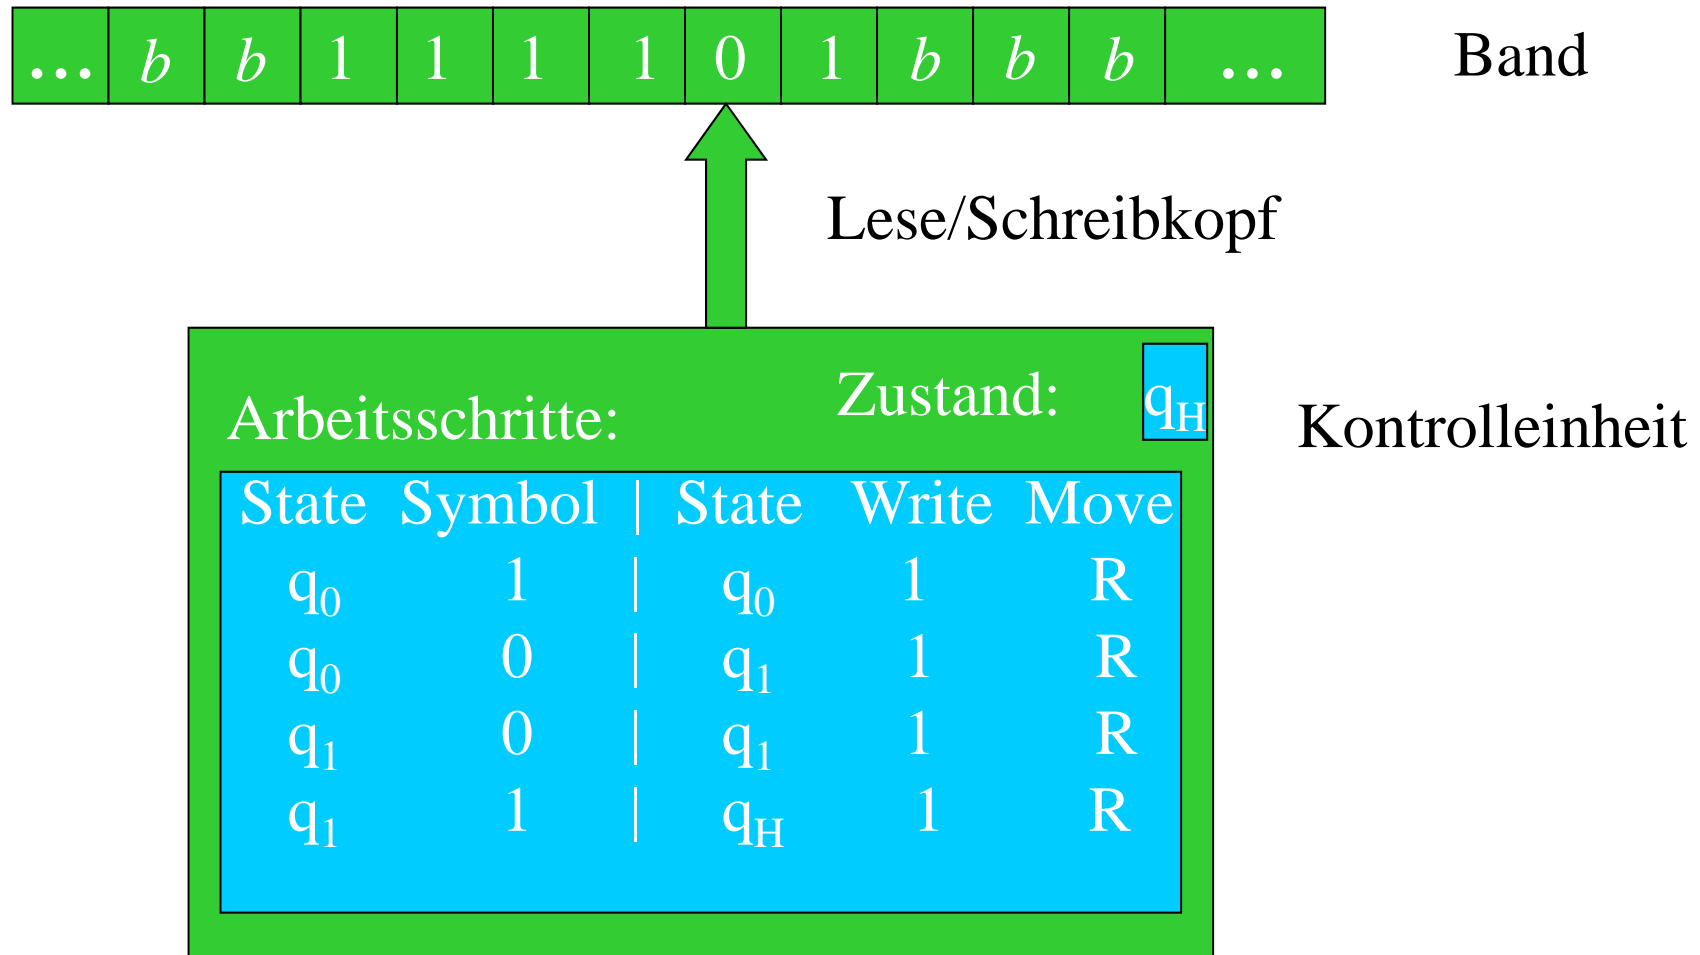 ... b b 1 1 1 1 0 1 b b b ... Band
Lese/Schreibkopf
Arbeitsschritte: Zustand: qH Kontrolleinheit
State Symbol | State Write Move
q0 1 | q0 1 R
q0 0 | q1 1 R
q1 0 | q1 1 R
q1 1 | qH 1 R